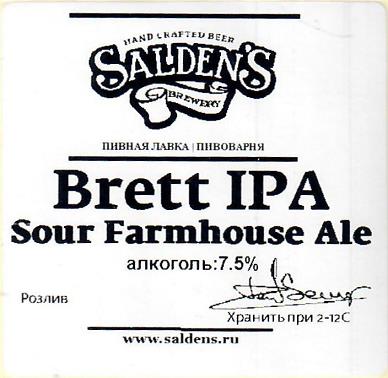 HAND CRAFTED BEER
SALDEN'S
BREWERY
ПИВНАЯ ЛАВКА | ПИВОВАРНЯ
Brett IPA
Sour Farmhouse Ale
алкоголь:7.5%
Розлив
Хранить при 2-12С
www.saldens.ru